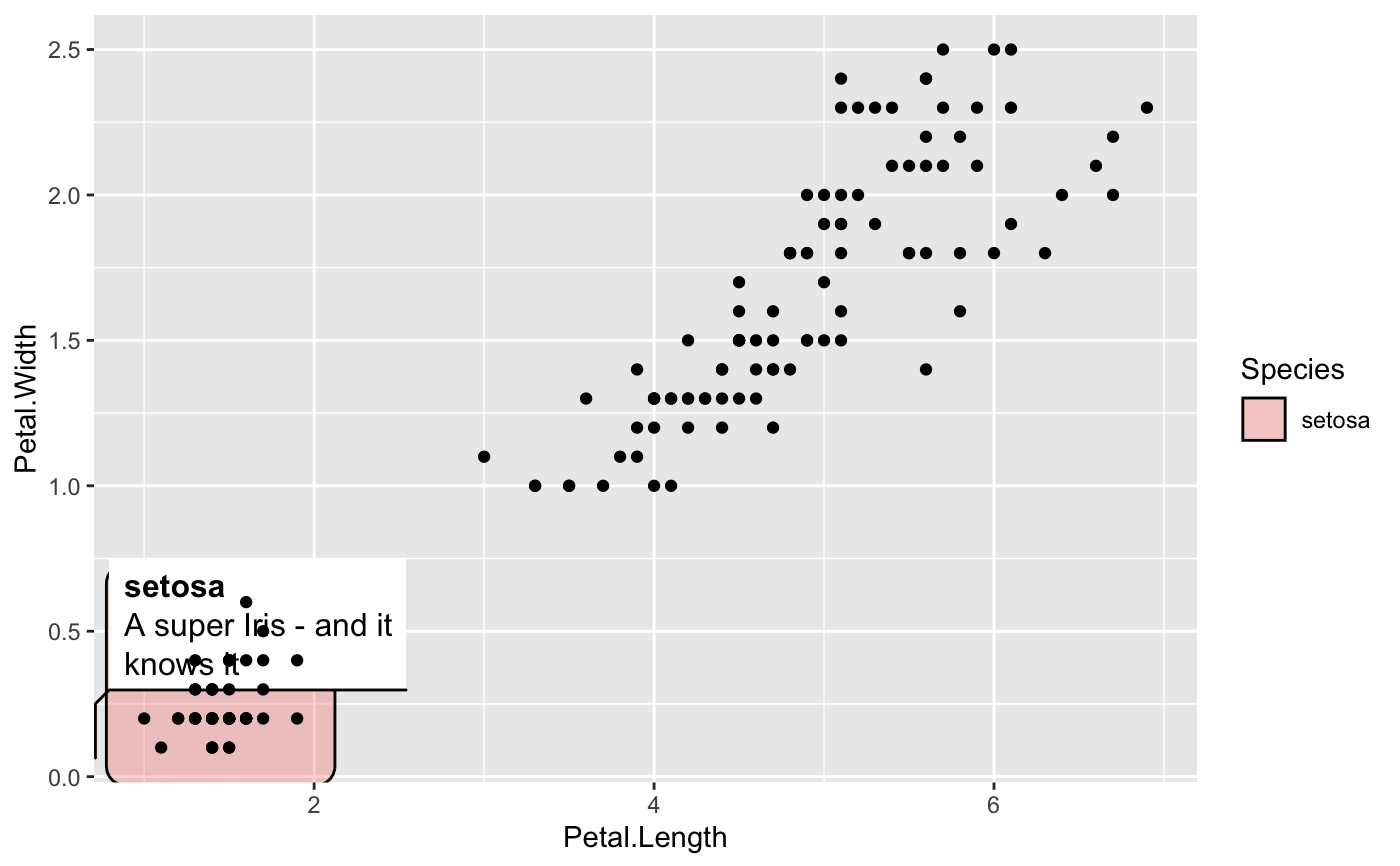 2.5
2.0
1.5
1.0
0.5
0.0
Petal.Width
setosa
A super Iris - and it
knows it
2
4
6
Petal.Length
Species
setosa